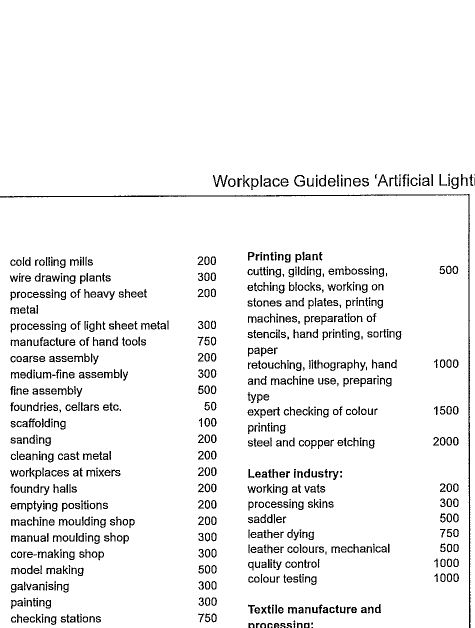 Workplace Guidelines ‘Artificial Lighti
cold rolling mills 200
wire drawing plants 300
processing of heavy sheet 200
metal
processing of light sheet metal 300
manufacture of hand tools 750
coarse assembly 200
medium-fine assembly 300
fine assembly 500
foundries, cellars etc. 50
scaffolding 100
sanding 200
cleaning cast metal 200
workplaces at mixers 200
foundry halls 200
emptying positions 200
machine moulding shop 200
manual moulding shop 300
core-making shop 300
model making 500
galvanising 300
painting 300
checking stations 750
Printing plant
cutting, gilding, embossing, 500
etching blocks, working on
stones and plates, printing
machines, preparation of
stencils, hand printing, sorting
paper
retouching, lithography, hand 1000
and machine use, preparing
type
expert checking of colour 1500
printing
steel and copper etching 2000
Leather industry:
working at vats 200
processing skins 300
saddler 500
leather dying 750
leather colours, mechanical 500
quality control 1000
colour testing 1000
Textile manufacture and
processing: